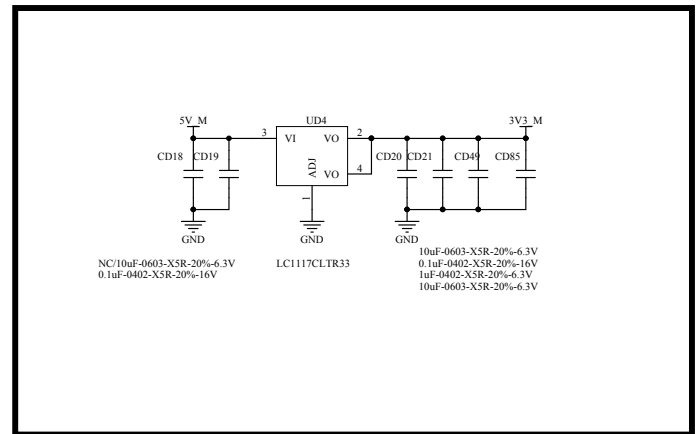 5V_M
UD4
3V3_M
3
VI
VO
2
CD18
CD19
ADJ
VO
4
CD20
CD21
CD49
CD85
1
GND
GND
GND
NC/10uF-0603-X5R-20%-6.3V
0.1uF-0402-X5R-20%-16V
LC1117CLTR33
10uF-0603-X5R-20%-6.3V
0.1uF-0402-X5R-20%-16V
1uF-0402-X5R-20%-6.3V
10uF-0603-X5R-20%-6.3V